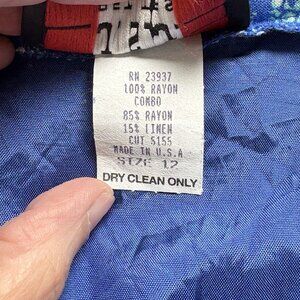 RN 23937
100% RAYON
COMBO
85% RAYON
15% LINEN
CUT 5155
MADE IN U.S.A
SIZE 12
DRY CLEAN ONLY